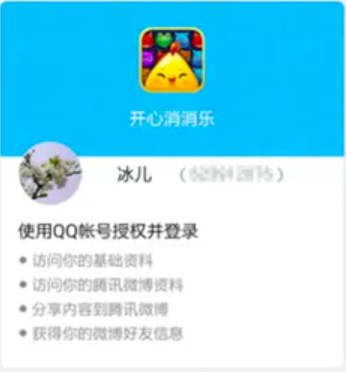 开心消消乐
冰儿
使用QQ帐号授权并登录
访问你的基础资料
访问你的腾讯微博资料
分享内容到腾讯微博
获得你的微博好友信息